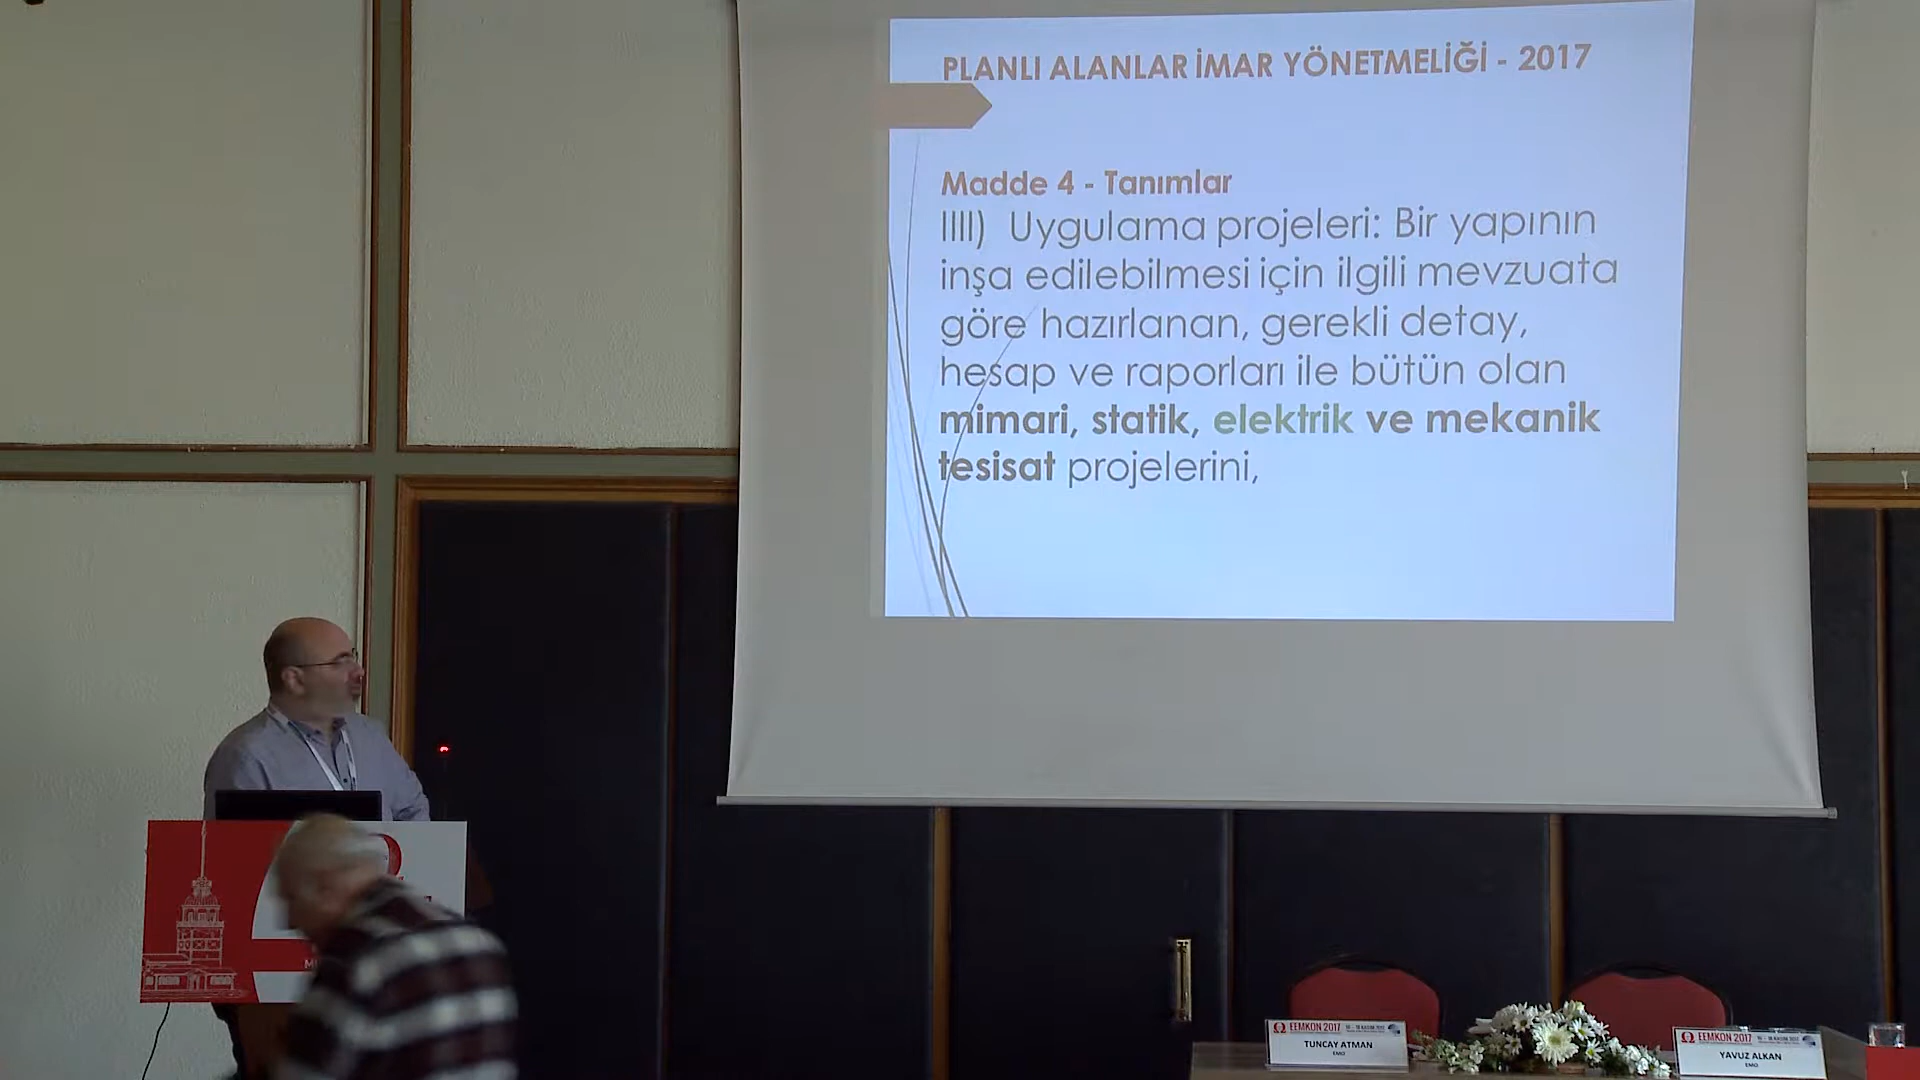 PLANLI ALANLAR İMAR YÖNETMELİĞİ - 2017
Madde 4 - Tanımlar
IIII) Uygulama projeleri: Bir yapının
inşa edilebilmesi için ilgili mevzuata
göre hazırlanan, gerekli detay,
hesap ve raporları ile bütün olan
mimari, statik, elektrik ve mekanik
tesisat projelerini,
EEMKON 2017
TUNCAY ATMAN
EMO
EEMKON 2017
YAVUZ ALKAN
EMO